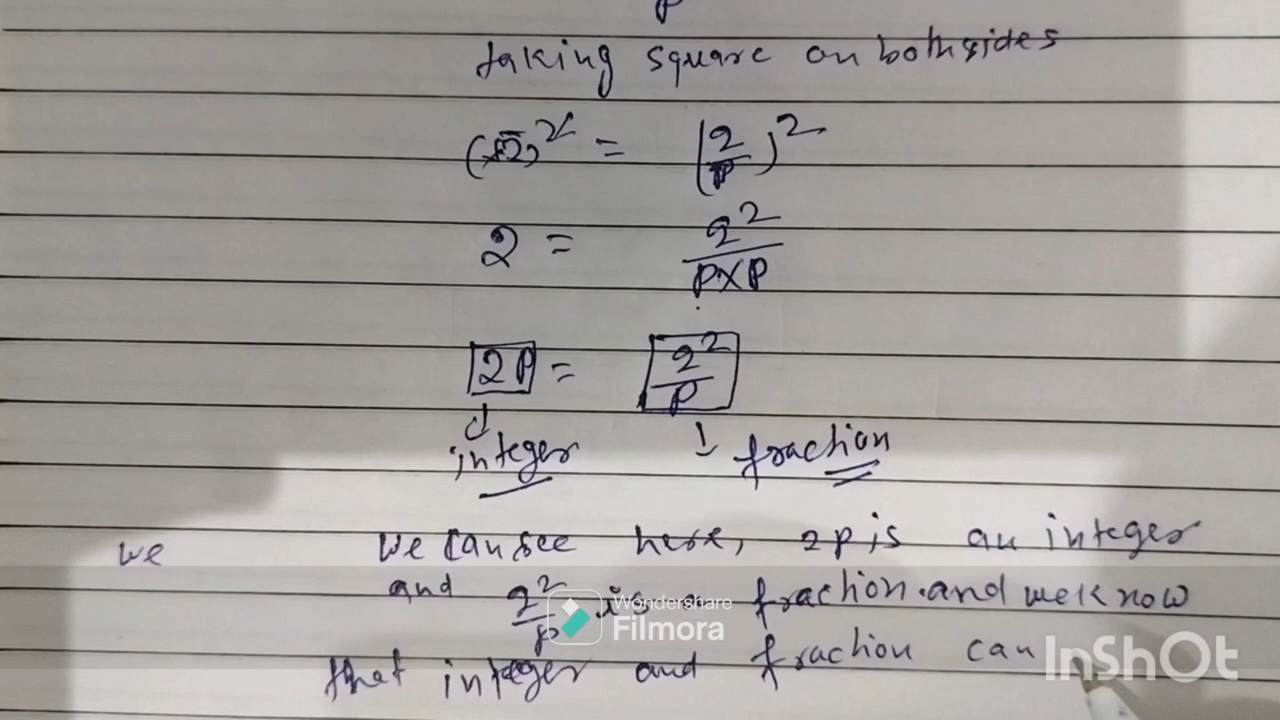 P
taking square on both sides
(√2)² = (q/P)²
2 = q²/P×P
2P = q²/P
integer fraction
we We can see here, 2p is an integer
and q²/p is a fraction. and we know
Wondershare
Filmora
that integer and fraction can
InShOt